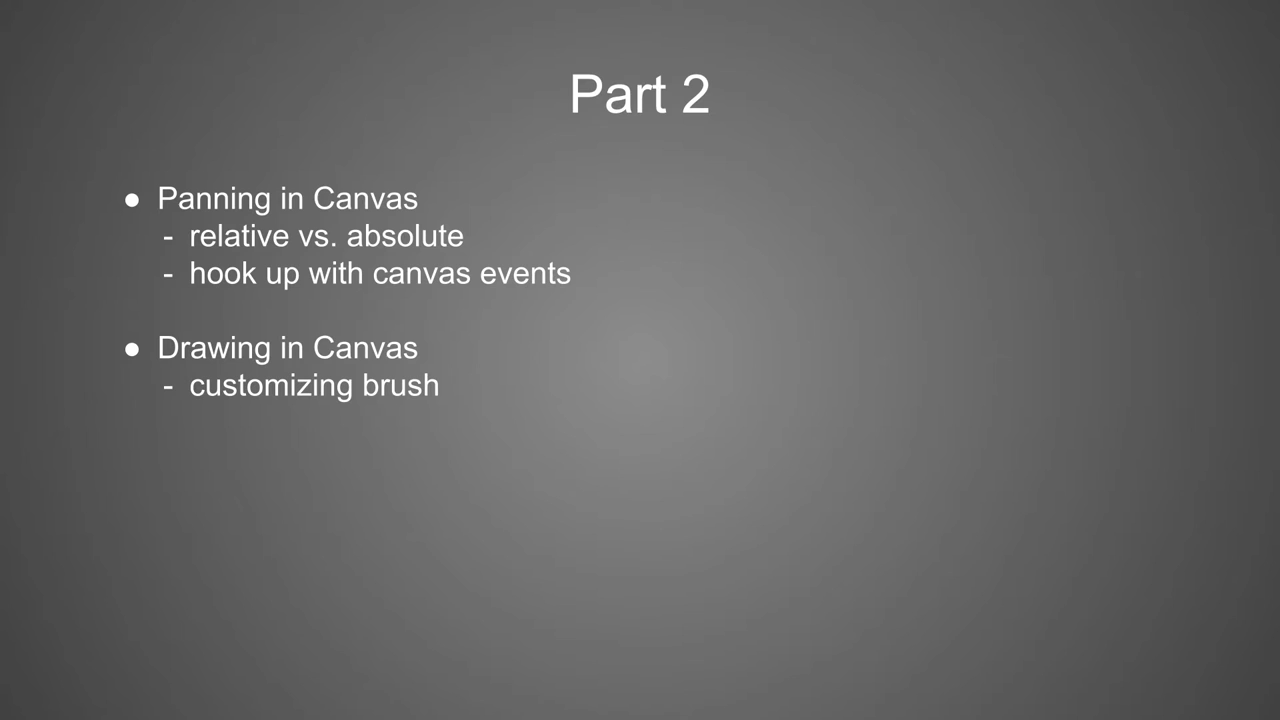 Part 2
● Panning in Canvas
- relative vs. absolute
- hook up with canvas events
● Drawing in Canvas
- customizing brush